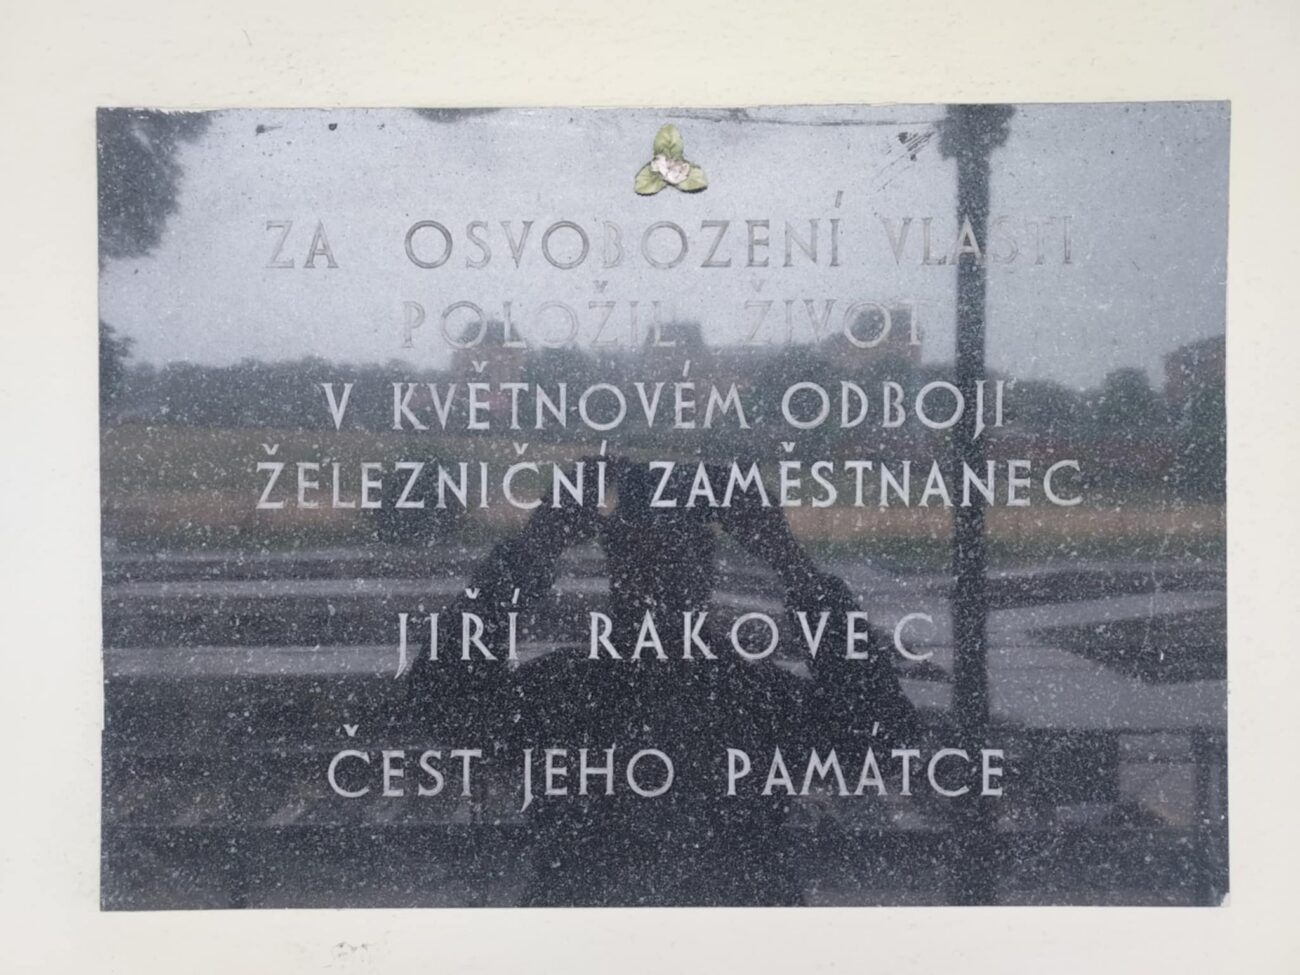 ZA OSVOBOZENÍ VLASTI
POLOŽIL ŽIVOT
V KVĚTNOVÉM ODBOJI
ŽELEZNIČNÍ ZAMĚSTNANEC
JIŘÍ RAKOVEC
ČEST JEHO PAMÁTCE